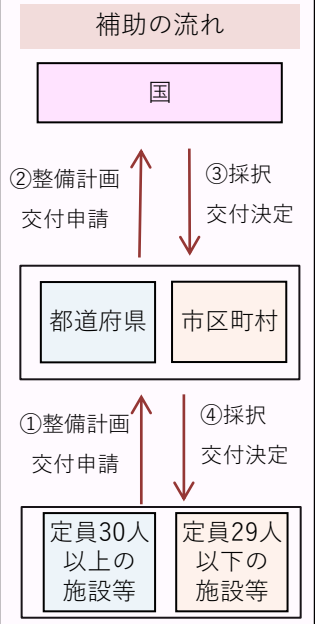 補助の流れ
国
②整備計画
交付申請
③採択
交付決定
都道府県
市区町村
①整備計画
交付申請
④採択
交付決定
定員30人
以上の
施設等
定員29人
以下の
施設等